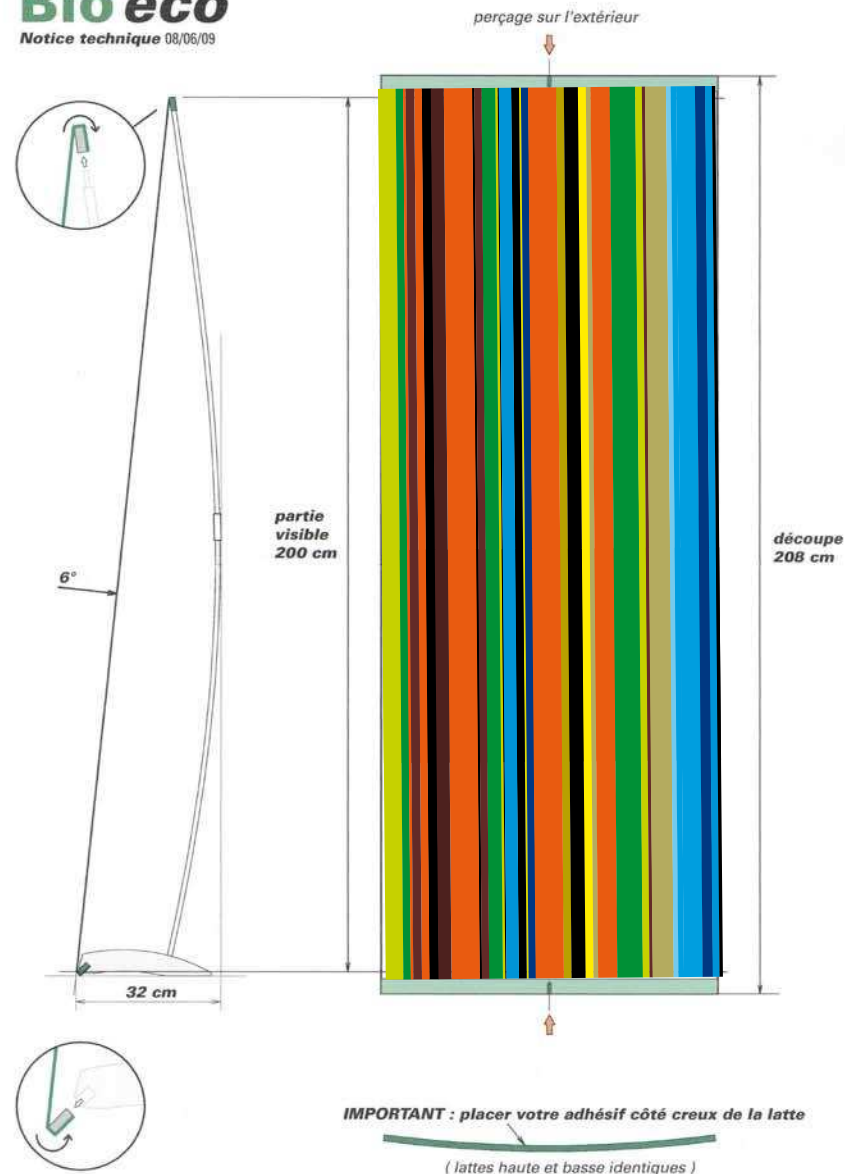 Bio eco
Notice technique 08/06/09
perçage sur l'extérieur
partie
visible
200 cm
découpe
208 cm
6°
32 cm
IMPORTANT : placer votre adhésif côté creux de la latte
( lattes haute et basse identiques )